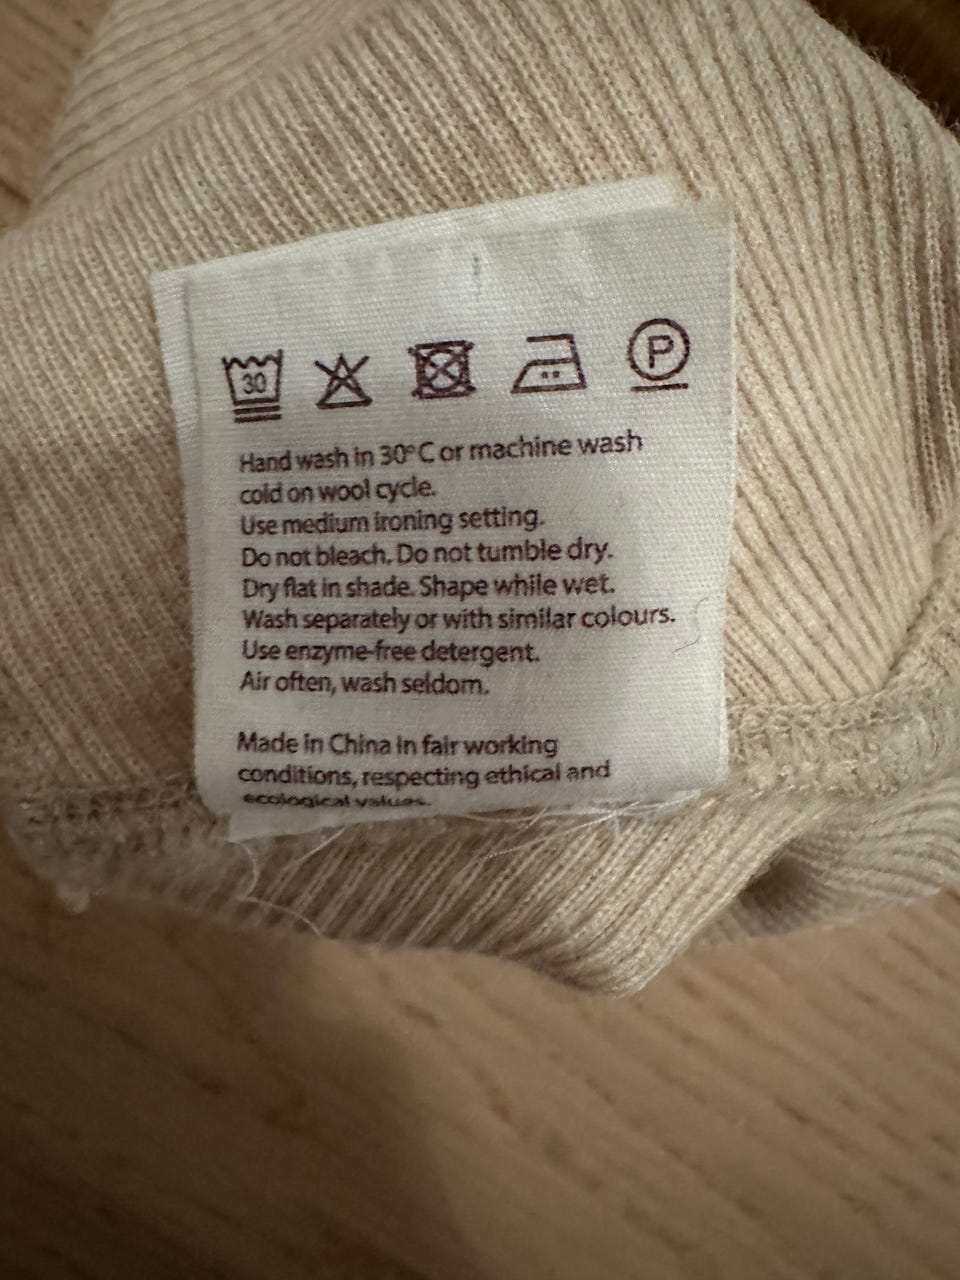 30 P
Hand wash in 30°C or machine wash
cold on wool cycle.
Use medium ironing setting.
Do not bleach. Do not tumble dry.
Dry flat in shade. Shape while wet.
Wash separately or with similar colours.
Use enzyme-free detergent.
Air often, wash seldom.
Made in China in fair working
conditions, respecting ethical and
ecological values.